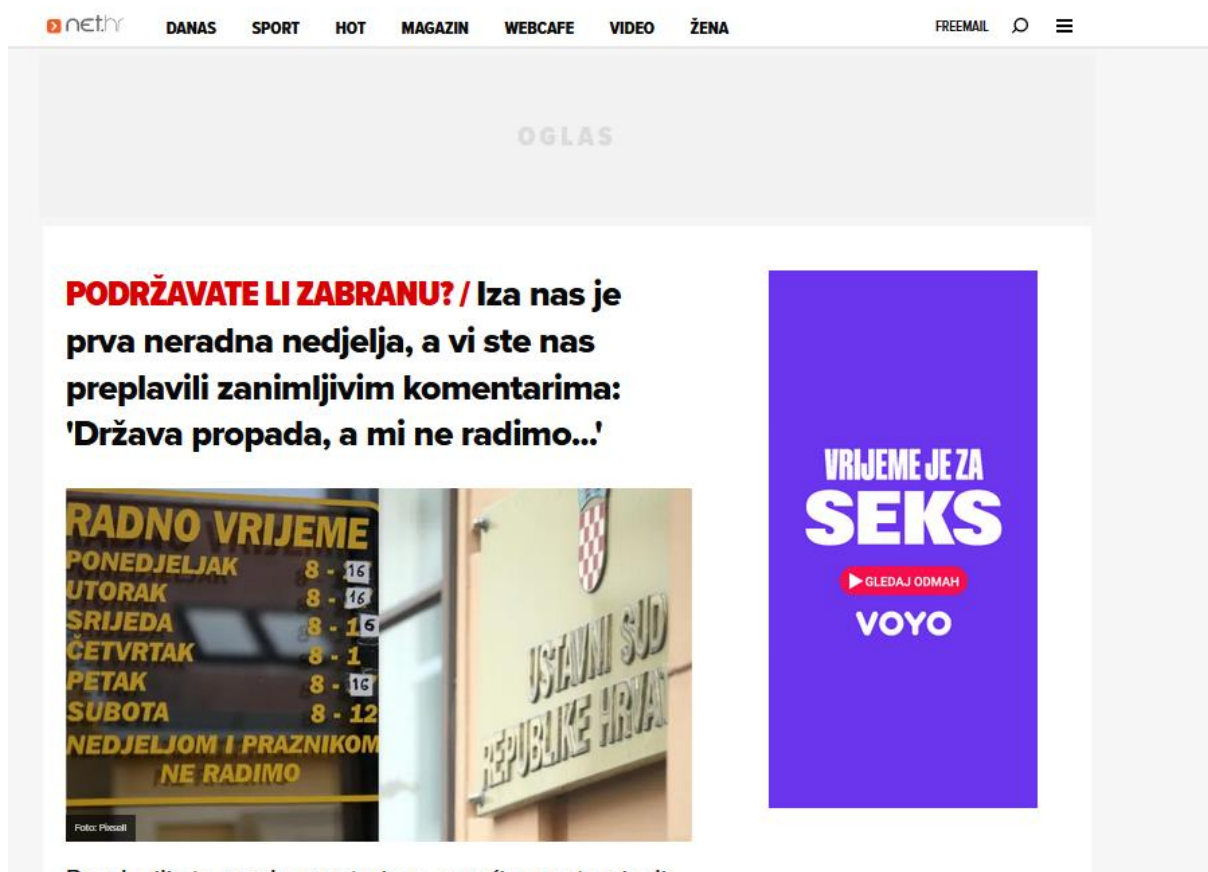 net.hr
DANAS SPORT HOT MAGAZIN WEBCAFE VIDEO ŽENA FREEMAIL
OGLAS
PODRŽAVATE LI ZABRANU? / Iza nas je
prva neradna nedjelja, a vi ste nas
preplavili zanimljivim komentarima:
'Država propada, a mi ne radimo...'
RADNO VRIJEME
PONEDJELJAK 8 - 16
UTORAK 8 - 16
SRIJEDA 8 - 16
ČETVRTAK 8 - 1
PETAK 8 - 16
SUBOTA 8 - 12
NEDJELJOM I PRAZNIKOM
NE RADIMO
USTAVNI SUD
REPUBLIKE HRVAT
Foto: Pixsell
VRIJEME JE ZA
SEKS
GLEDAJ ODMAH
VOYO